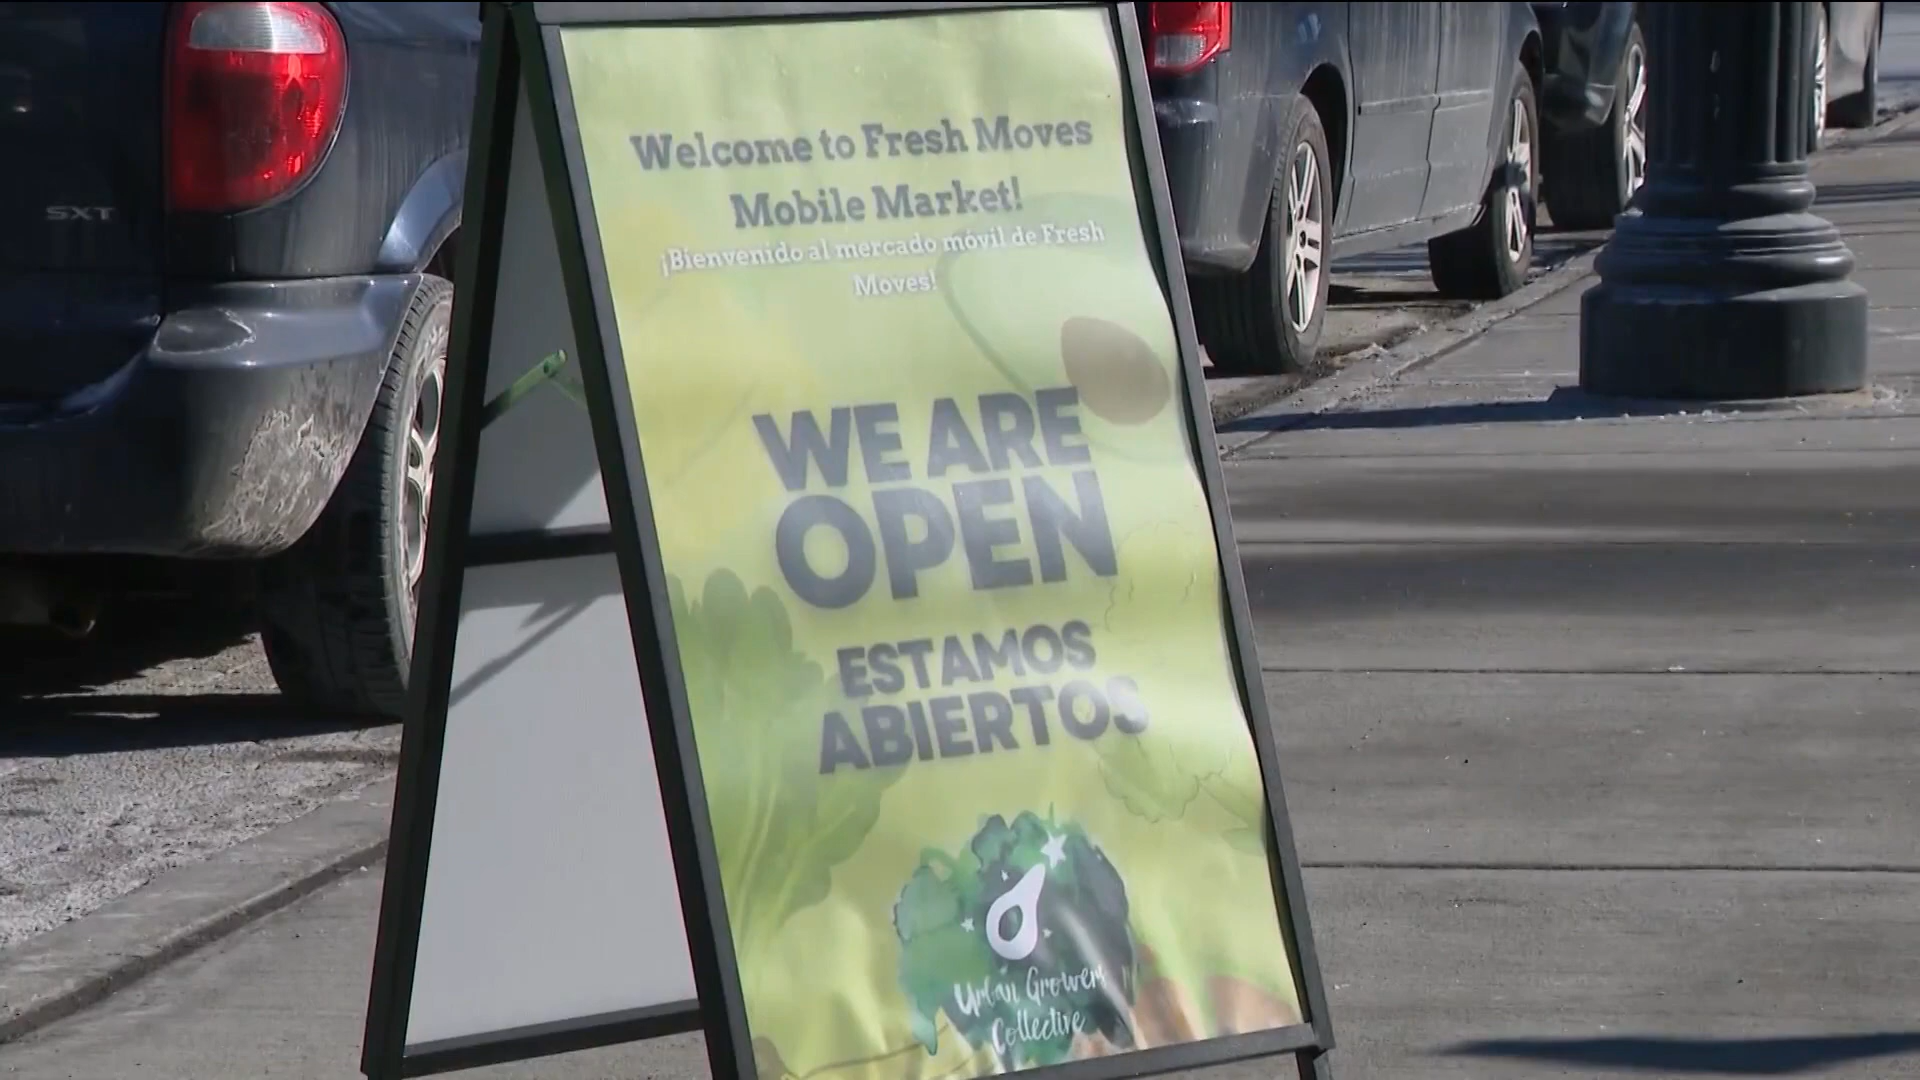 SXT
Welcome to Fresh Moves
Mobile Market!
¡Bienvenido al mercado móvil de Fresh
Moves!
WE ARE
OPEN
ESTAMOS
ABIERTOS
Urban Growers
Collective